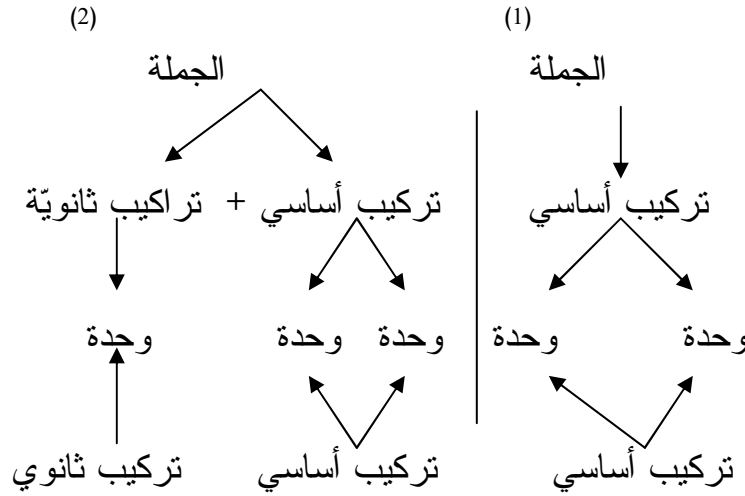 (1) (2)
الجملة الجملة
تركيب أساسي تركيب أساسي + تراكيب ثانويّة
وحدة وحدة وحدة وحدة وحدة
تركيب أساسي تركيب أساسي تركيب ثانوي